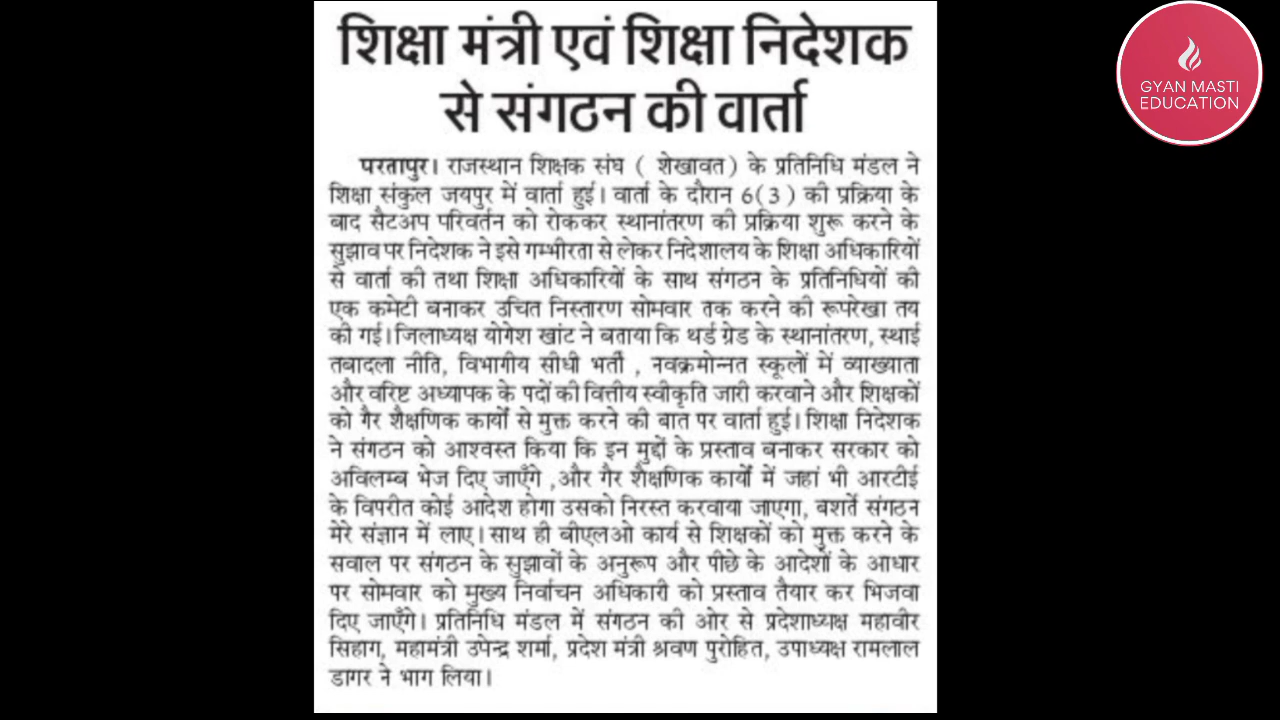 शिक्षा मंत्री एवं शिक्षा निदेशक
से संगठन की वार्ता
परतापुर। राजस्थान शिक्षक संघ ( शेखावत) के प्रतिनिधि मंडल ने
शिक्षा संकुल जयपुर में वार्ता हुई। वार्ता के दौरान 6(3) की प्रक्रिया के
बाद सैटअप परिवर्तन को रोककर स्थानांतरण की प्रक्रिया शुरू करने के
सुझाव पर निदेशक ने इसे गम्भीरता से लेकर निदेशालय के शिक्षा अधिकारियों
से वार्ता की तथा शिक्षा अधिकारियों के साथ संगठन के प्रतिनिधियों की
एक कमेटी बनाकर उचित निस्तारण सोमवार तक करने की रूपरेखा तय
की गई। जिलाध्यक्ष योगेश खांट ने बताया कि थर्ड ग्रेड के स्थानांतरण, स्थाई
तबादला नीति, विभागीय सीधी भर्ती , नवक्रमोन्नत स्कूलों में व्याख्याता
और वरिष्ट अध्यापक के पदों की वित्तीय स्वीकृति जारी करवाने और शिक्षकों
को गैर शैक्षणिक कार्यों से मुक्त करने की बात पर वार्ता हुई। शिक्षा निदेशक
ने संगठन को आश्वस्त किया कि इन मुद्दों के प्रस्ताव बनाकर सरकार को
अविलम्ब भेज दिए जाएँगे ,और गैर शैक्षणिक कार्यों में जहां भी आरटीई
के विपरीत कोई आदेश होगा उसको निरस्त करवाया जाएगा, बशर्ते संगठन
मेरे संज्ञान में लाए। साथ ही बीएलओ कार्य से शिक्षकों को मुक्त करने के
सवाल पर संगठन के सुझावों के अनुरूप और पीछे के आदेशों के आधार
पर सोमवार को मुख्य निर्वाचन अधिकारी को प्रस्ताव तैयार कर भिजवा
दिए जाएँगे। प्रतिनिधि मंडल में संगठन की ओर से प्रदेशाध्यक्ष महावीर
सिहाग, महामंत्री उपेन्द्र शर्मा, प्रदेश मंत्री श्रवण पुरोहित, उपाध्यक्ष रामलाल
डागर ने भाग लिया।
GYAN MASTI
EDUCATION